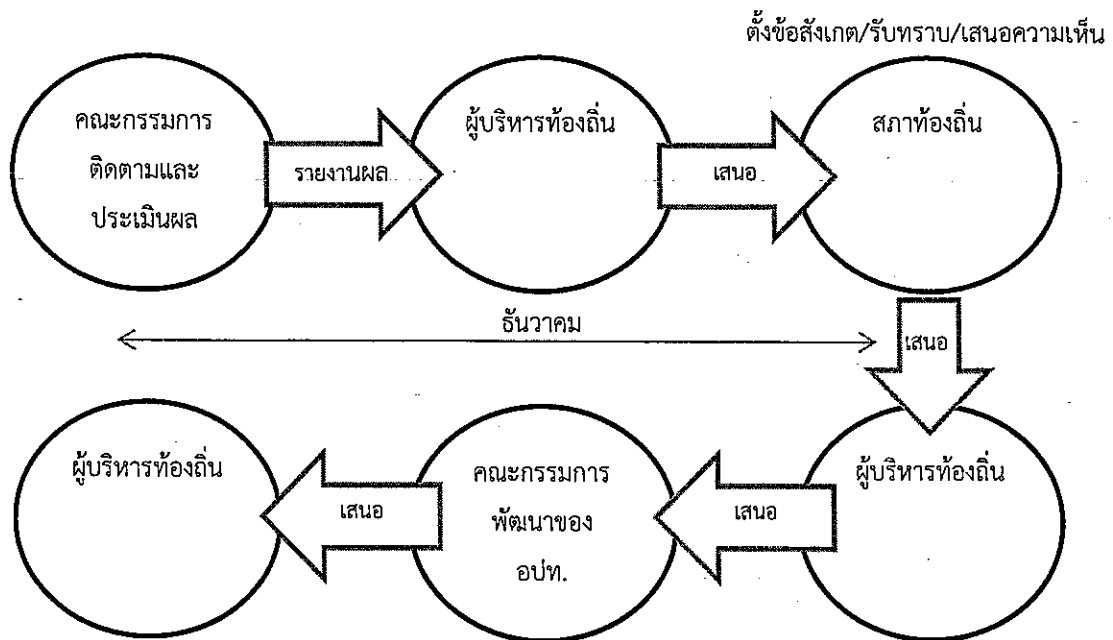 ตั้งข้อสังเกต/รับทราบ/เสนอความเห็น
คณะกรรมการ
ติดตามและ
ประเมินผล
รายงานผล
ผู้บริหารท้องถิ่น
เสนอ
สภาท้องถิ่น
ธันวาคม
เสนอ
ผู้บริหารท้องถิ่น
เสนอ
คณะกรรมการ
พัฒนาของ
อปท.
เสนอ
ผู้บริหารท้องถิ่น